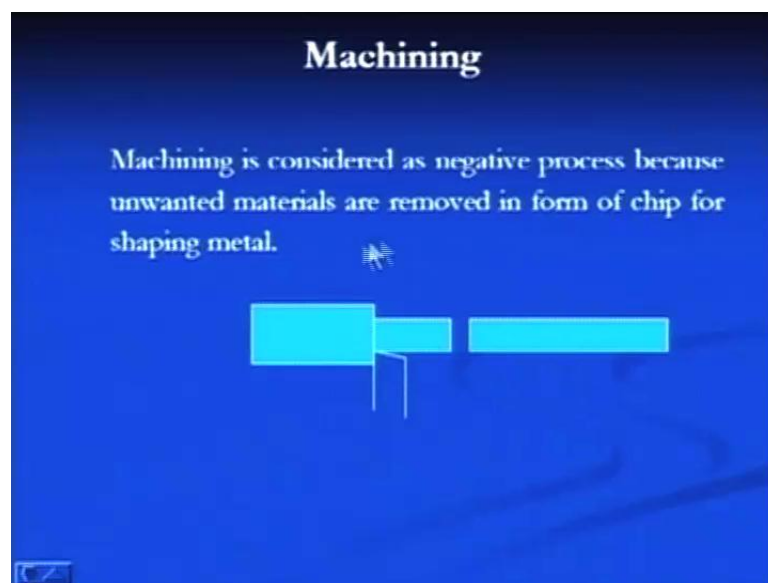 Machining
Machining is considered as negative process because
unwanted materials are removed in form of chip for
shaping metal.